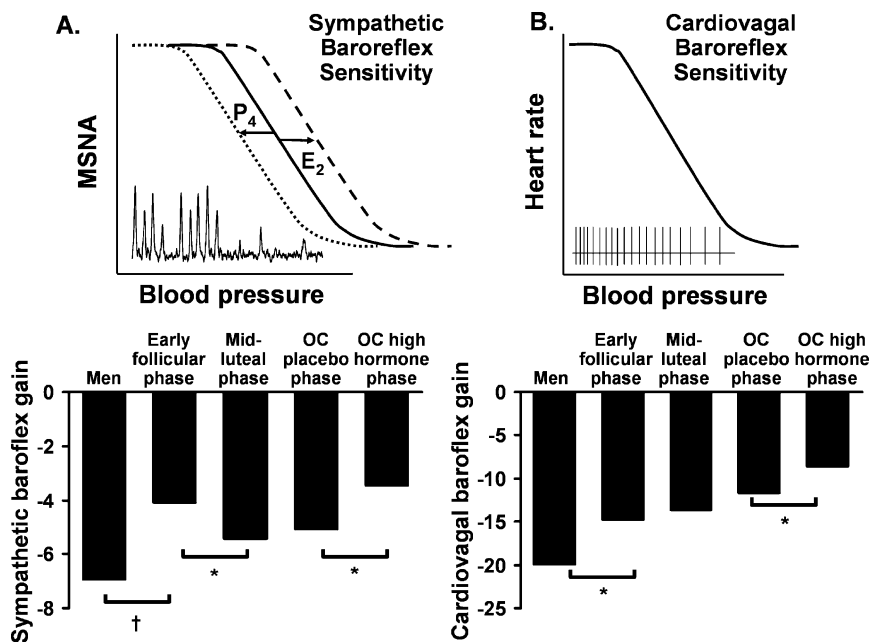 A.
Sympathetic
Baroreflex
Sensitivity
P4
E2
MSNA
Blood pressure
B.
Cardiovagal
Baroreflex
Sensitivity
Heart rate
Blood pressure
Sympathetic baroflex gain
Men
Early
follicular
phase
Mid-
luteal
phase
OC
placebo
phase
OC high
hormone
phase
0
-2
-4
-6
-8
†
*
*
Cardiovagal baroflex gain
Men
Early
follicular
phase
Mid-
luteal
phase
OC
placebo
phase
OC high
hormone
phase
0
-5
-10
-15
-20
-25
*
*